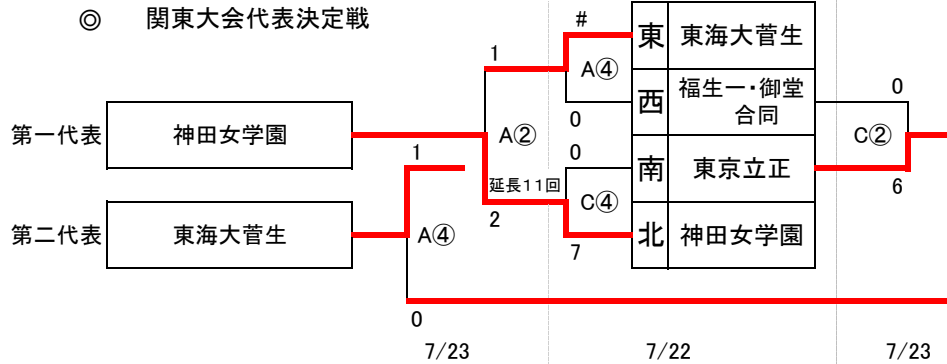 ◎ 関東大会代表決定戦
#
東 東海大菅生
1
A④
西 福生一・御堂
合同
0
0
第一代表 神田女学園
A②
C②
1
0
延長11回
南 東京立正
6
C④
2
第二代表 東海大菅生
A④
7
北 神田女学園
0
7/23 7/22 7/23